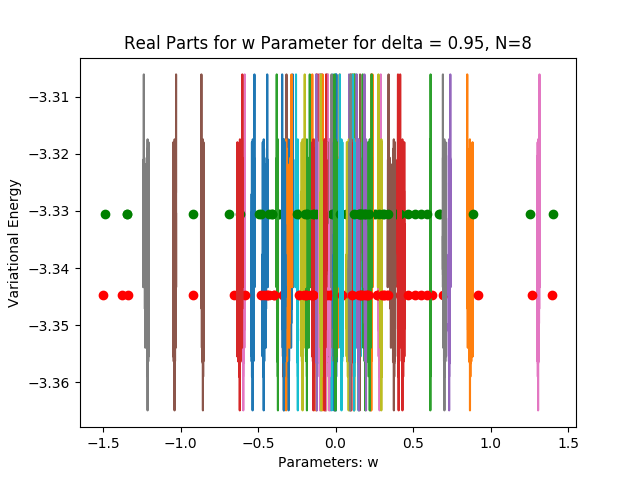 Real Parts for w Parameter for delta = 0.95, N=8
−3.31
−3.32
−3.33
−3.34
−3.35
−3.36
Variational Energy
−1.5 −1.0 −0.5 0.0 0.5 1.0 1.5
Parameters: w